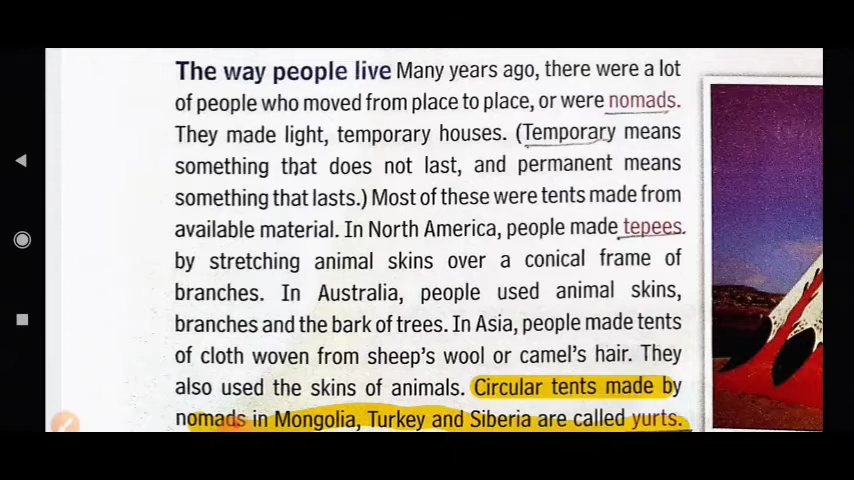 The way people live Many years ago, there were a lot
of people who moved from place to place, or were nomads.
They made light, temporary houses. (Temporary means
something that does not last, and permanent means
something that lasts.) Most of these were tents made from
available material. In North America, people made tepees.
by stretching animal skins over a conical frame of
branches. In Australia, people used animal skins,
branches and the bark of trees. In Asia, people made tents
of cloth woven from sheep's wool or camel's hair. They
also used the skins of animals. Circular tents made by
nomads in Mongolia, Turkey and Siberia are called yurts.